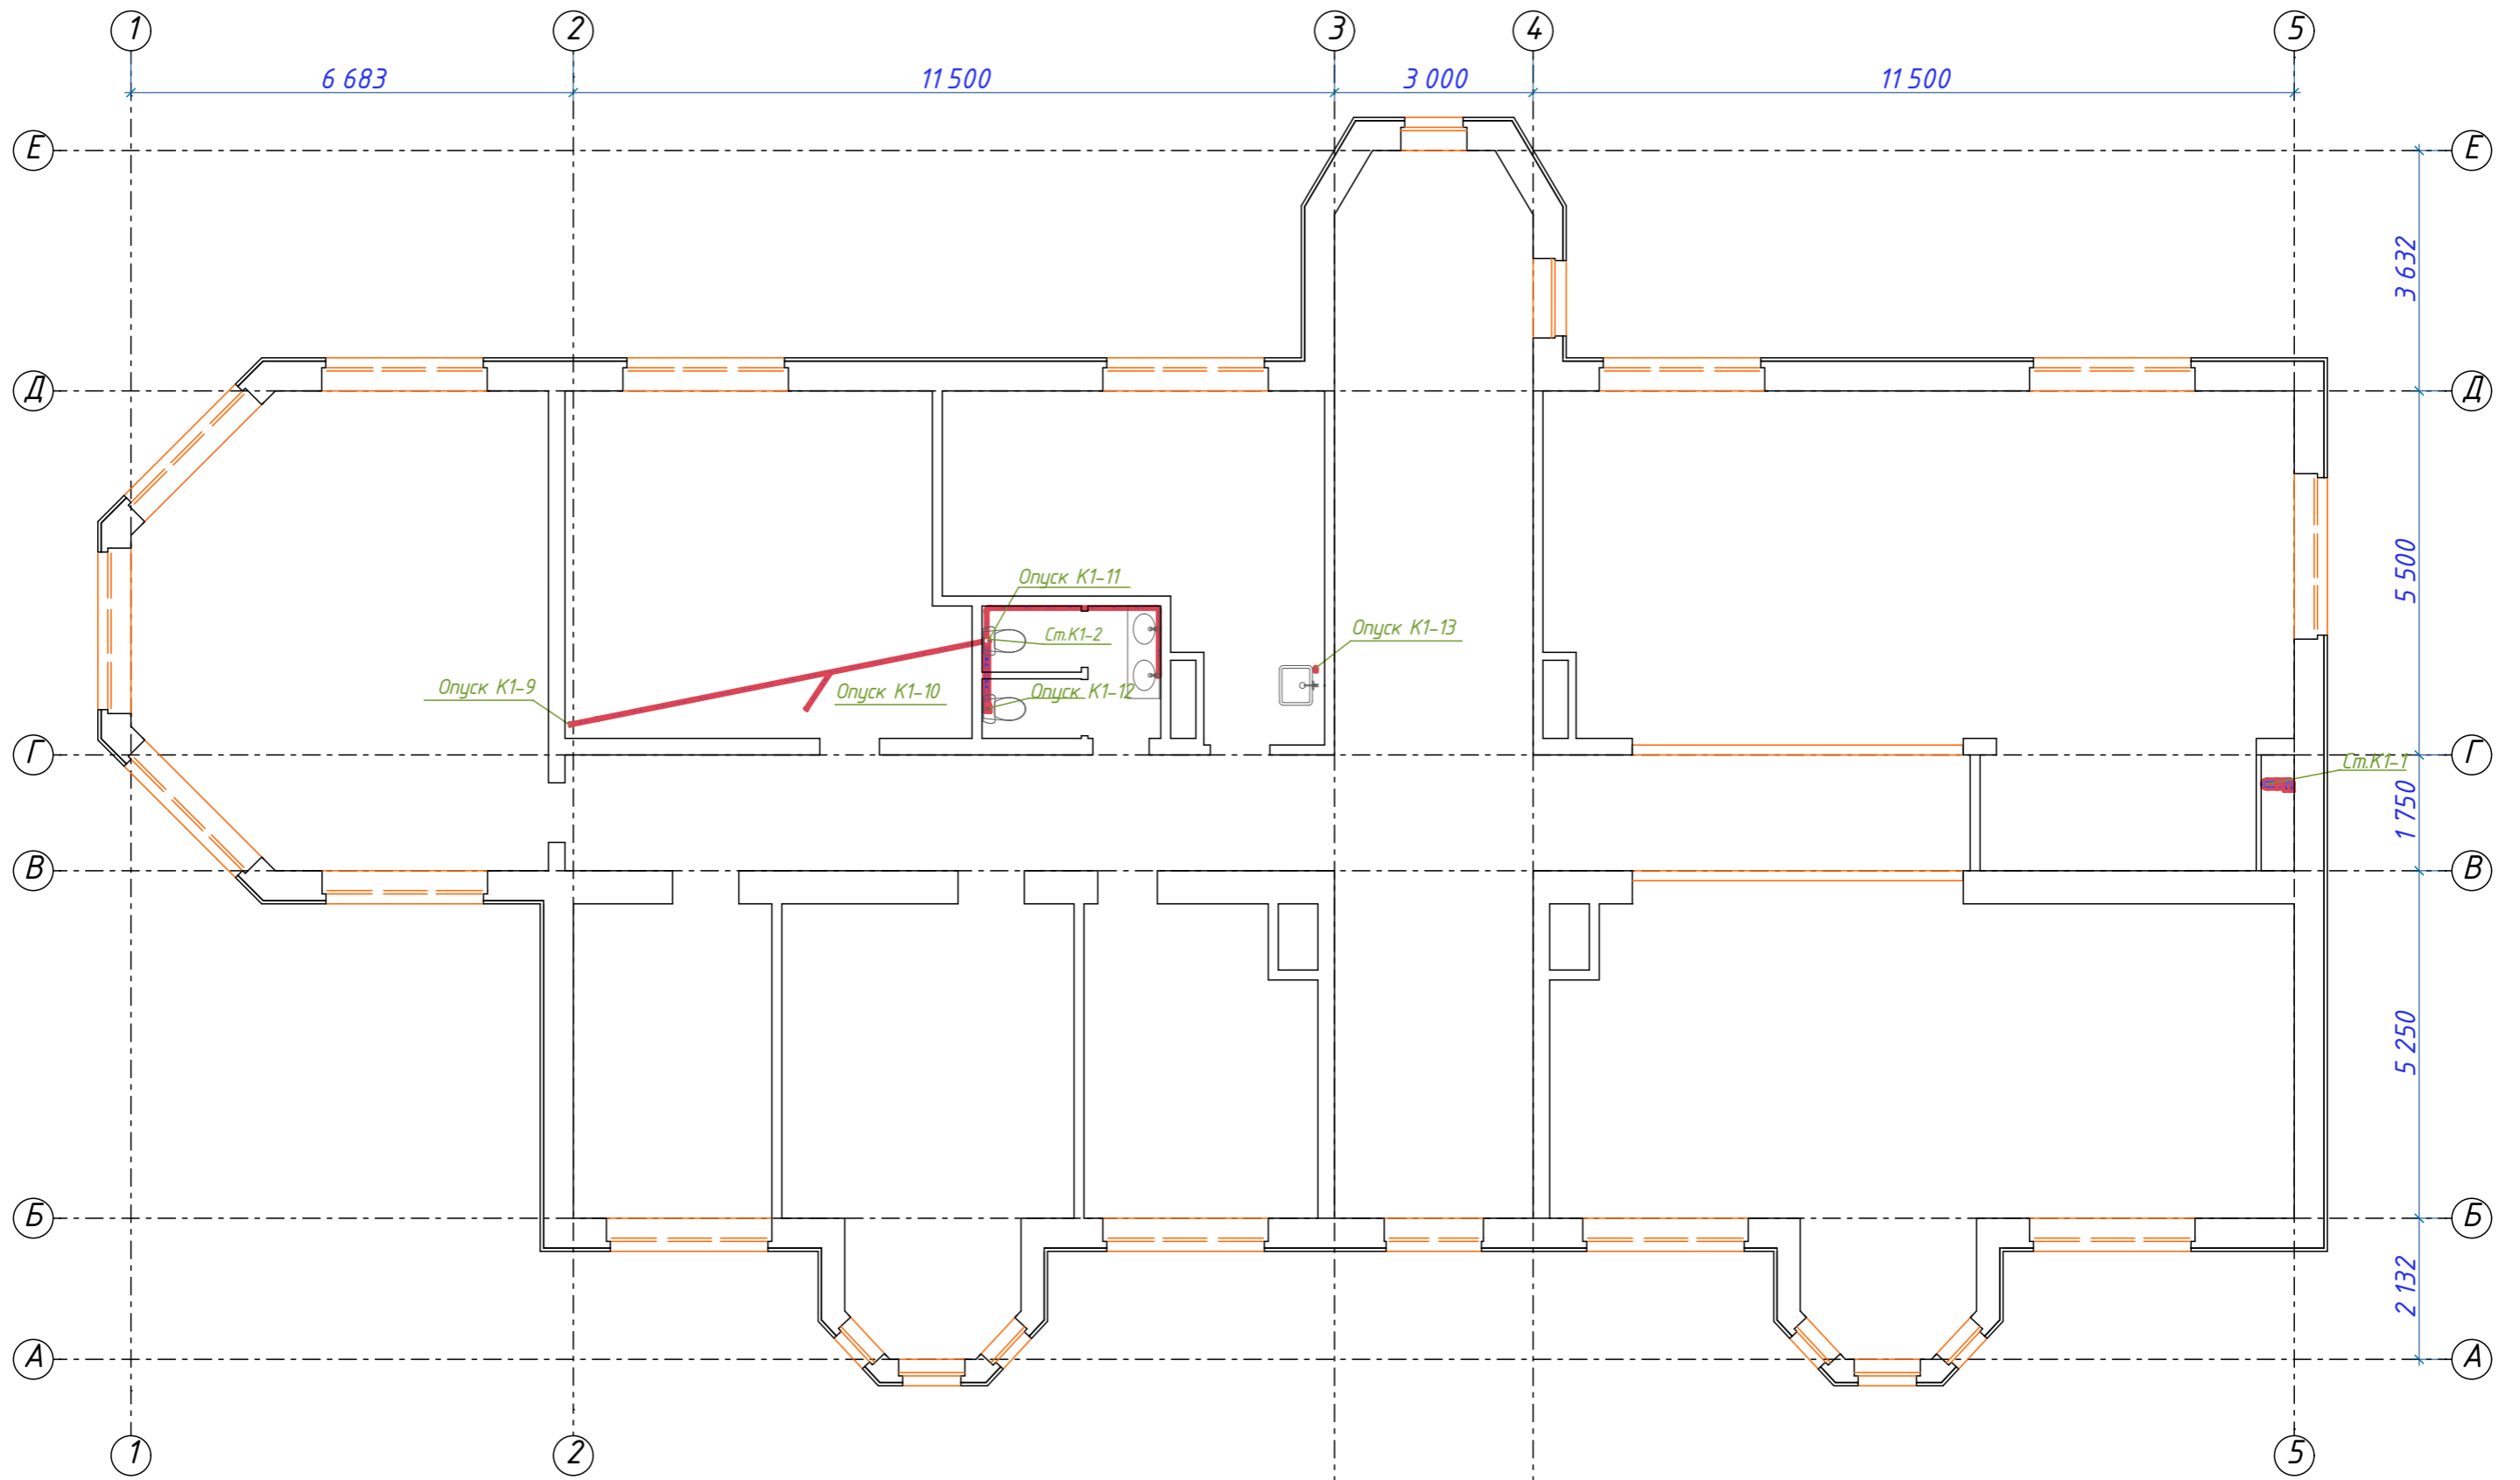 1 2 3 4 5
6 683 11 500 3 000 11 500
Е Е
3 632
Д Д
5 500
Опуск К1-11
Опуск К1-13
Ст.К1-2
Опуск К1-9
Опуск К1-10
Опуск К1-12
Г Г
Ст.К1-1
1 750
В В
5 250
Б Б
2 132
А А
1 2 5